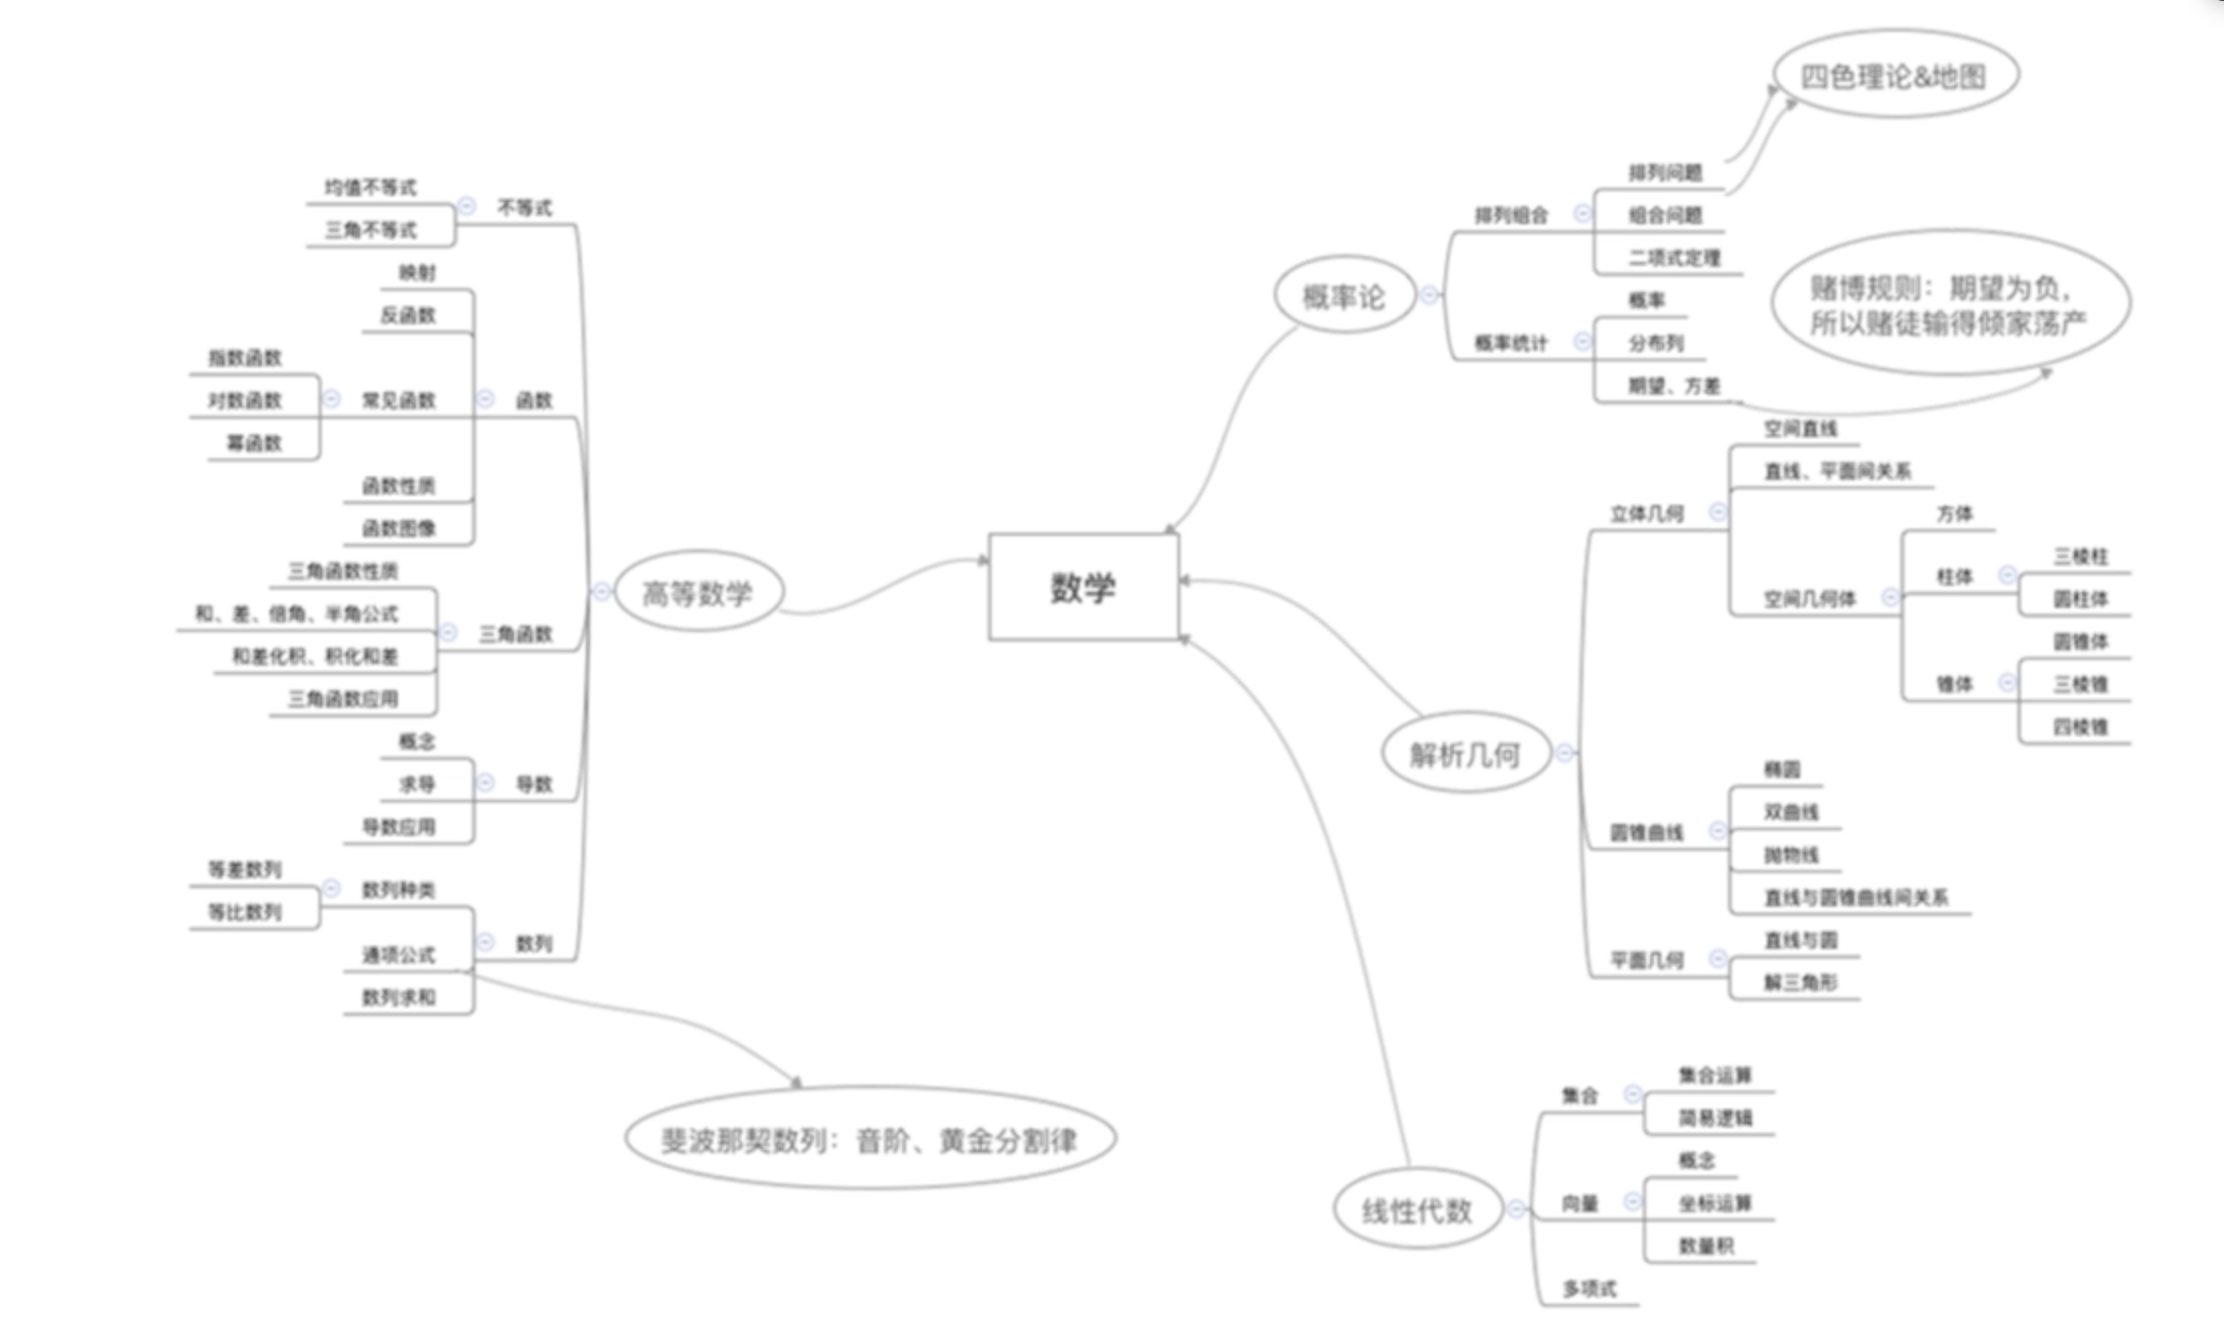 数学
高等数学
不等式
均值不等式
三角不等式
函数
映射
反函数
常见函数
指数函数
对数函数
幂函数
函数性质
函数图像
三角函数
三角函数性质
和、差、倍角、半角公式
和差化积、积化和差
三角函数应用
导数
概念
求导
导数应用
数列
数列种类
等差数列
等比数列
通项公式
数列求和
斐波那契数列：音阶、黄金分割律
概率论
排列组合
排列问题
组合问题
二项式定理
四色理论&地图
概率统计
概率
分布列
期望、方差
赌博规则：期望为负，
所以赌徒输得倾家荡产
解析几何
立体几何
空间直线
直线、平面间关系
空间几何体
方体
柱体
三棱柱
圆柱体
锥体
圆锥体
三棱锥
四棱锥
圆锥曲线
椭圆
双曲线
抛物线
直线与圆锥曲线间关系
平面几何
直线与圆
解三角形
线性代数
集合
集合运算
简易逻辑
向量
概念
坐标运算
数量积
多项式